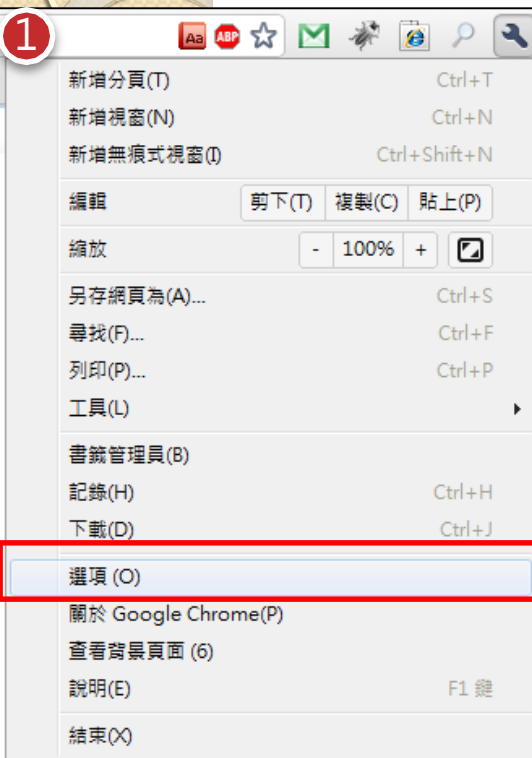 1
Aa ABP
新增分頁(T) Ctrl+T
新增視窗(N) Ctrl+N
新增無痕式視窗(I) Ctrl+Shift+N
編輯 剪下(T) 複製(C) 貼上(P)
縮放 - 100% +
另存網頁為(A)... Ctrl+S
尋找(F)... Ctrl+F
列印(P)... Ctrl+P
工具(L)
書籤管理員(B)
記錄(H) Ctrl+H
下載(D) Ctrl+J
選項 (O)
關於 Google Chrome(P)
查看背景頁面 (6)
說明(E) F1 鍵
結束(X)